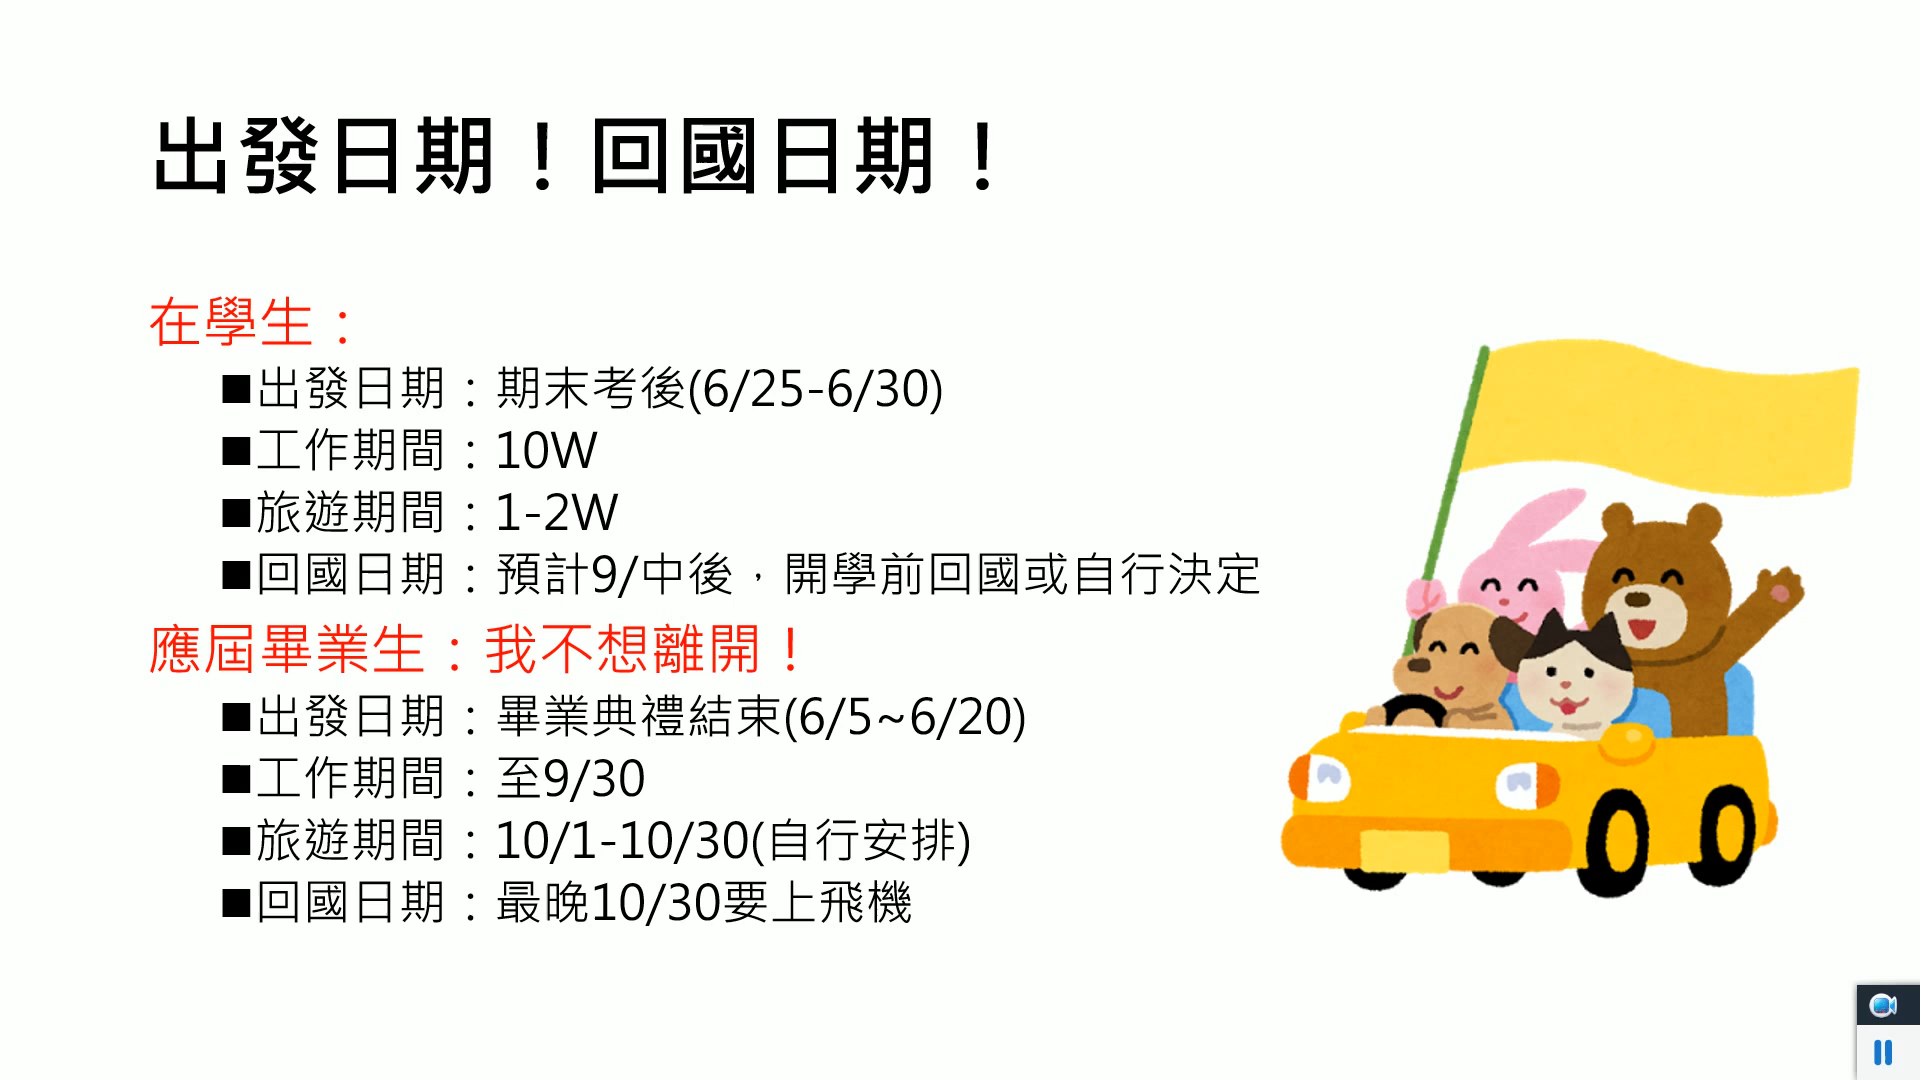 出發日期！回國日期！
在學生：
■出發日期：期末考後(6/25-6/30)
■工作期間：10W
■旅遊期間：1-2W
■回國日期：預計9/中後，開學前回國或自行決定
應屆畢業生：我不想離開！
■出發日期：畢業典禮結束(6/5~6/20)
■工作期間：至9/30
■旅遊期間：10/1-10/30(自行安排)
■回國日期：最晚10/30要上飛機